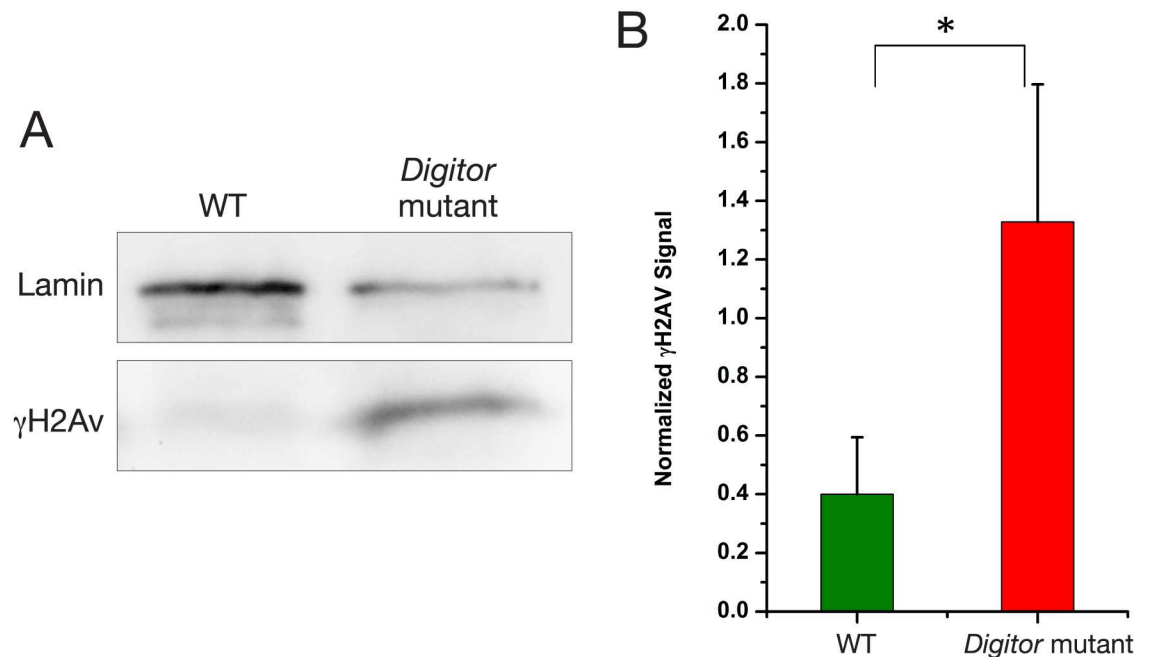 A
WT
Digitor
mutant
Lamin
γH2Av
B
*
Normalized γH2AV Signal
2.0
1.8
1.6
1.4
1.2
1.0
0.8
0.6
0.4
0.2
0.0
WT
Digitor mutant